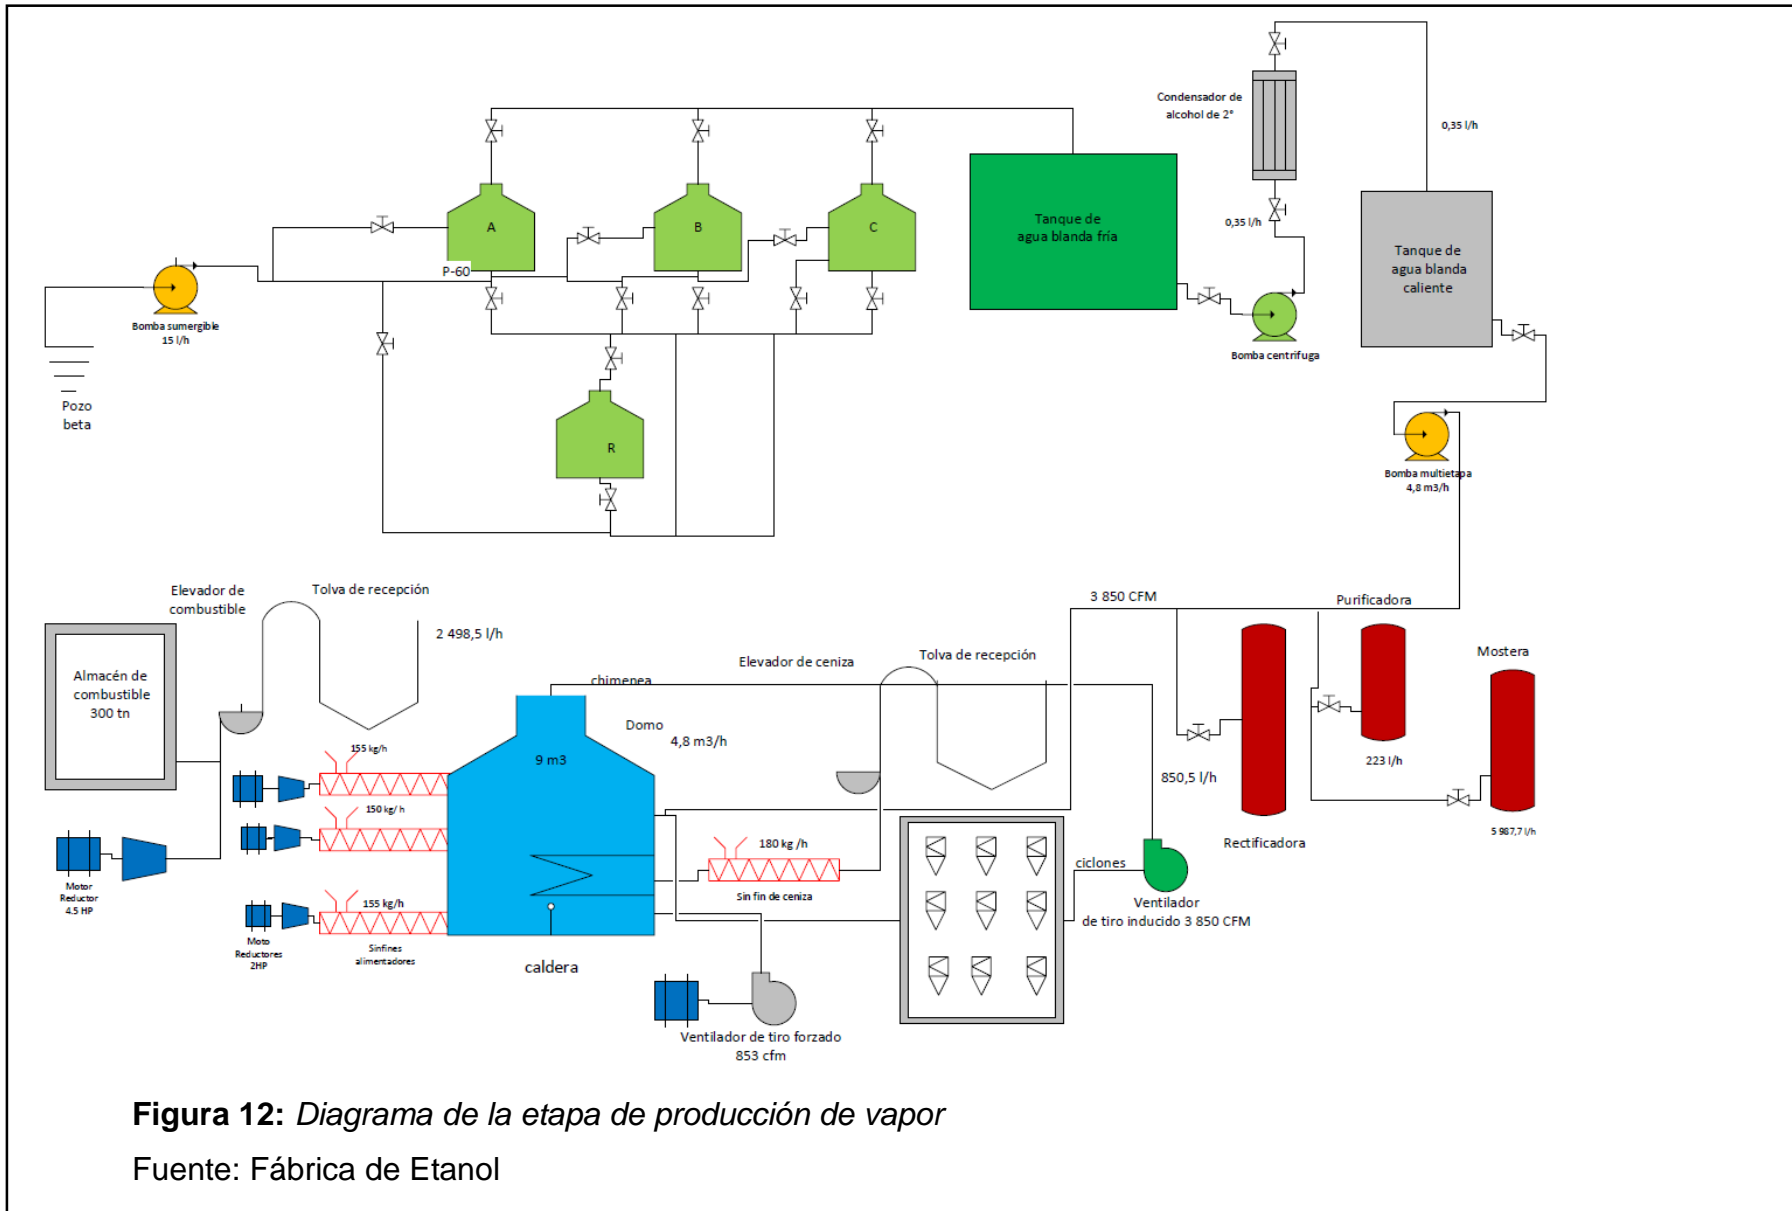 Condensador de
alcohol de 2°
0,35 l/h
0,35 l/h
A
B
C
Tanque de
agua blanda fría
Tanque de
agua blanda
caliente
P-60
Bomba sumergible
15 l/h
Bomba centrifuga
Pozo
beta
R
Bomba multietapa
4,8 m3/h
Elevador de
combustible
Tolva de recepción
2 498,5 l/h
3 850 CFM
Purificadora
Mostera
Almacén de
combustible
300 tn
Elevador de ceniza
Tolva de recepción
chimenea
Domo
4,8 m3/h
9 m3
155 kg/h
150 kg/ h
155 kg/h
850,5 l/h
223 l/h
5 987,7 l/h
Rectificadora
180 kg /h
Sin fin de ceniza
ciclones
Ventilador
de tiro inducido 3 850 CFM
Motor
Reductor
4.5 HP
Moto
Reductores
2HP
Sinfines
alimentadores
caldera
Ventilador de tiro forzado
853 cfm
Figura 12: Diagrama de la etapa de producción de vapor
Fuente: Fábrica de Etanol